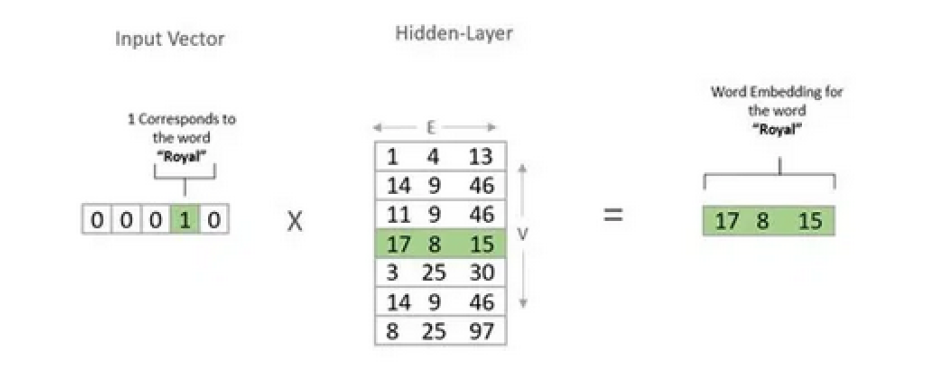 Input Vector
Hidden-Layer
1 Corresponds to
the word
"Royal"
Word Embedding for
the word
"Royal"
E
0 0 0 1 0
X
1 4 13
14 9 46
11 9 46
17 8 15
3 25 30
14 9 46
8 25 97
V
=
17 8 15